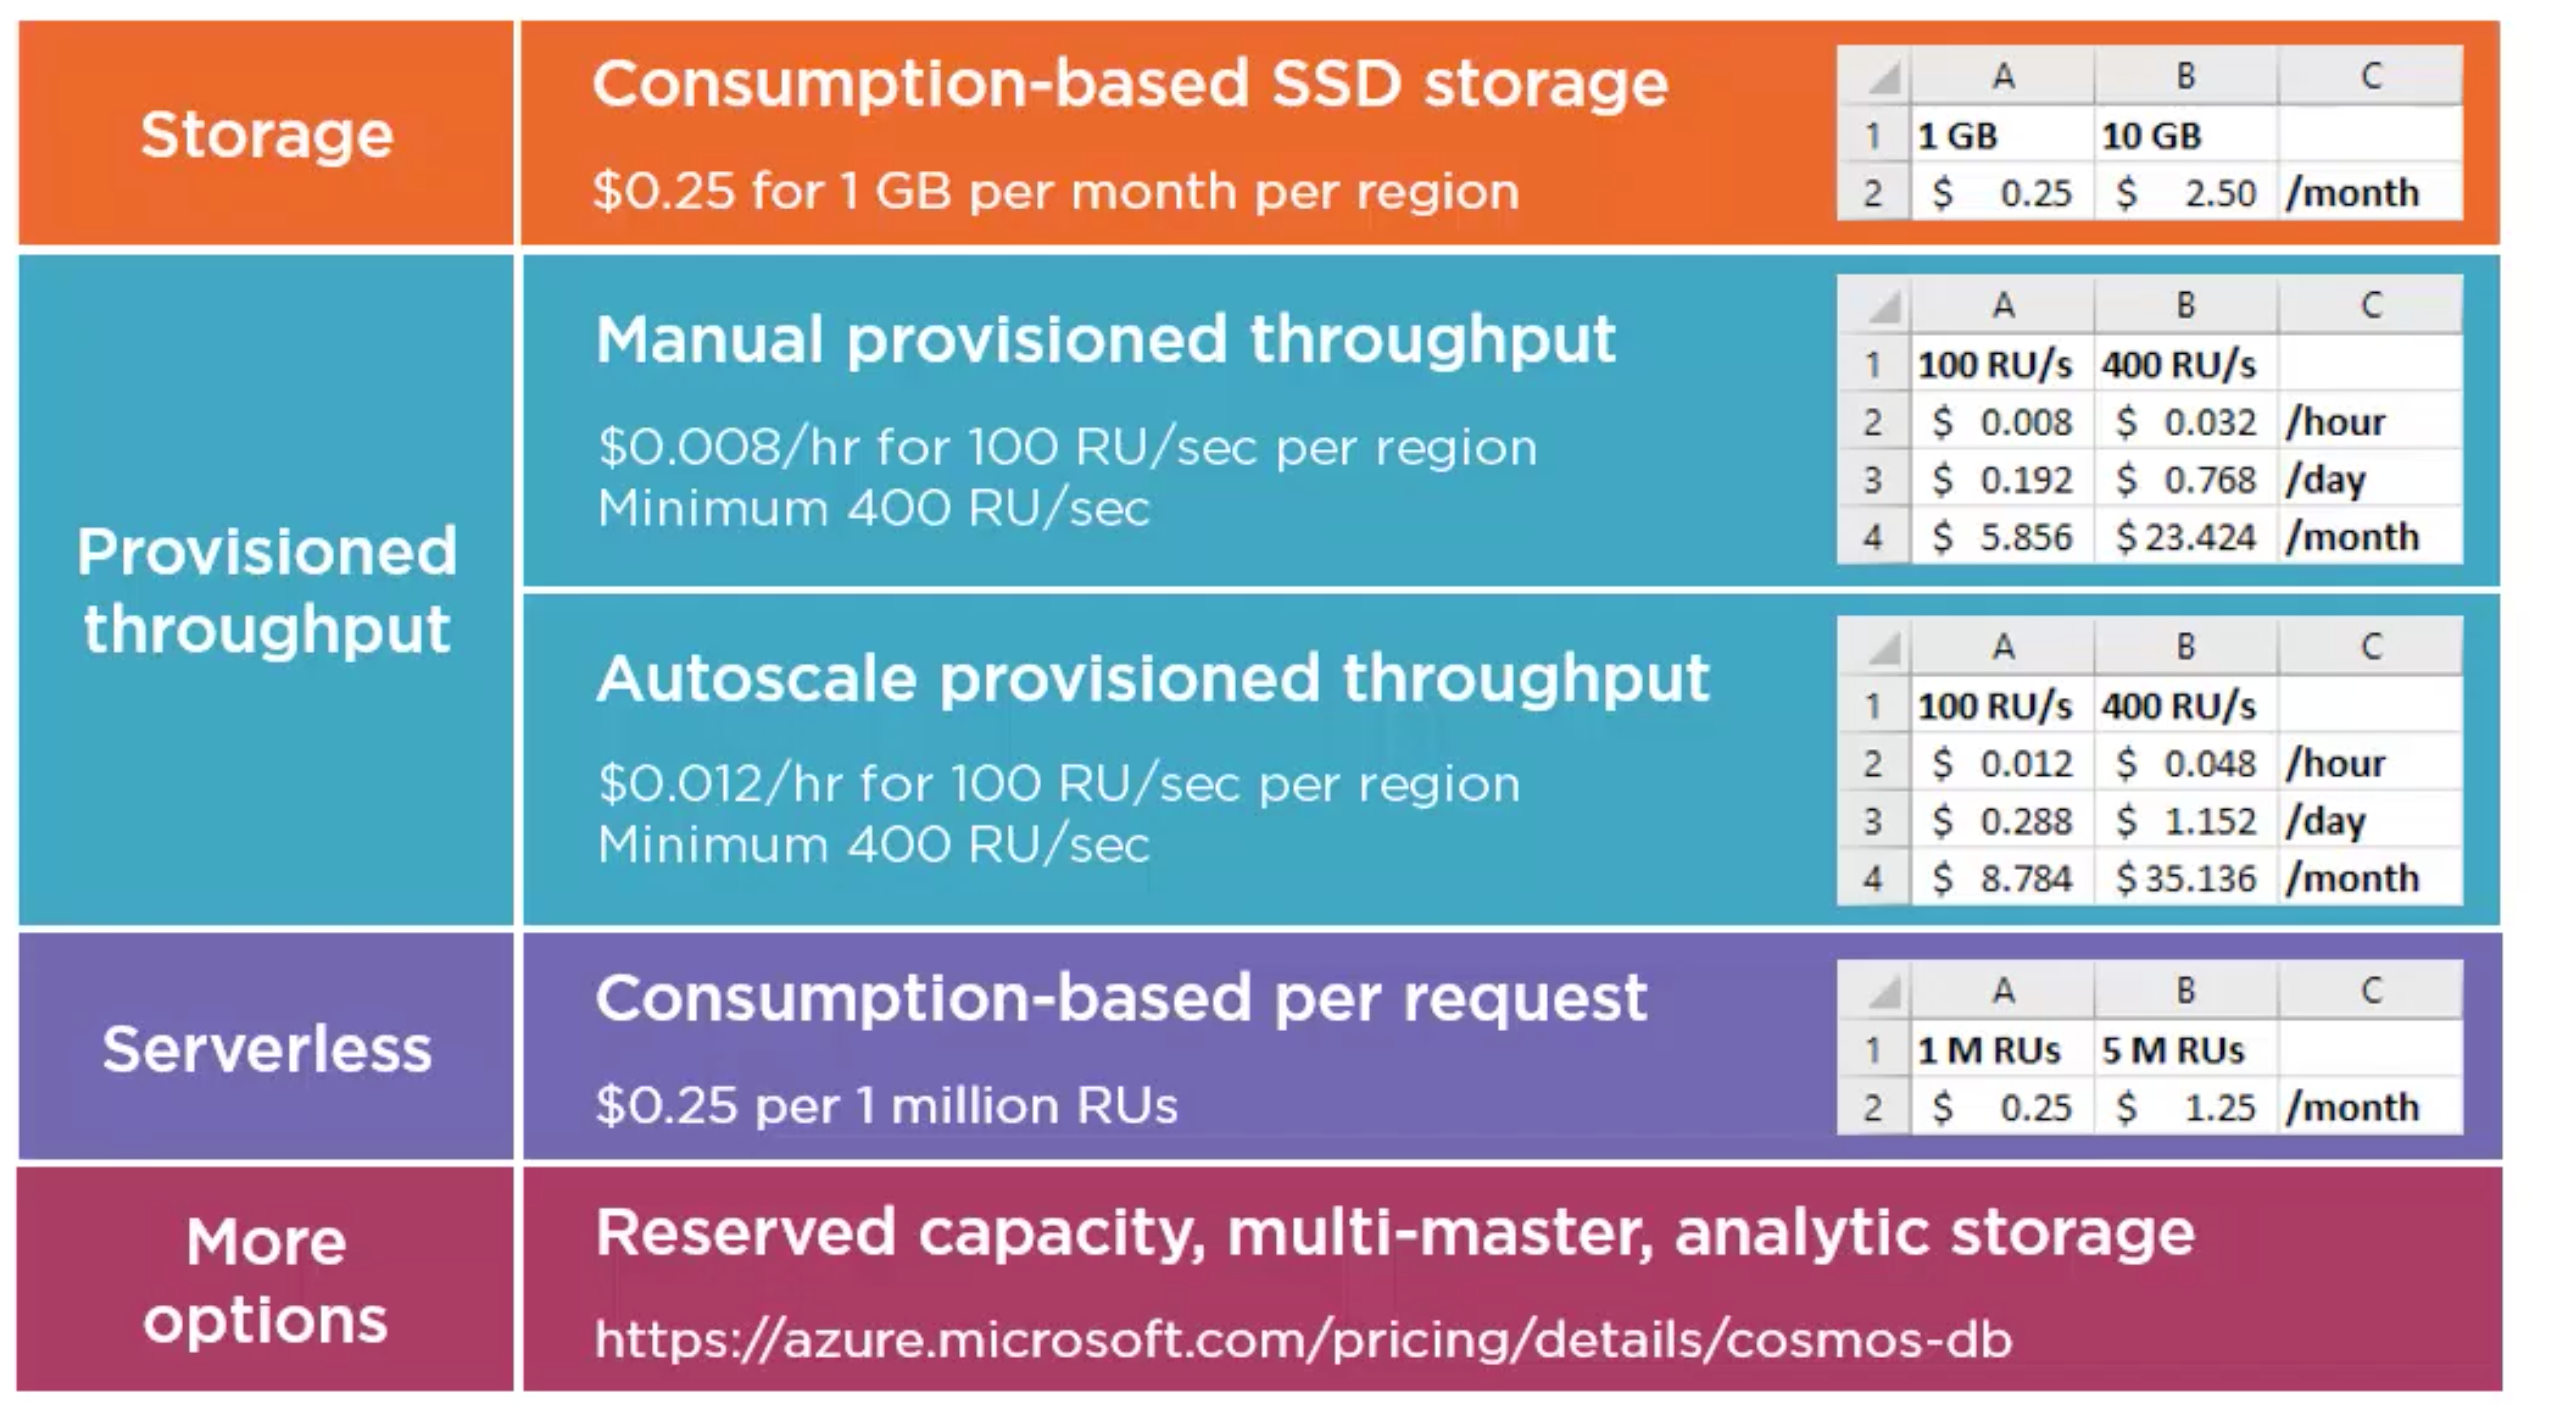 Storage
Consumption-based SSD storage
$0.25 for 1 GB per month per region
A B C
1 1 GB 10 GB
2 $ 0.25 $ 2.50 /month
Provisioned
throughput
Manual provisioned throughput
$0.008/hr for 100 RU/sec per region
Minimum 400 RU/sec
A B C
1 100 RU/s 400 RU/s
2 $ 0.008 $ 0.032 /hour
3 $ 0.192 $ 0.768 /day
4 $ 5.856 $ 23.424 /month
Autoscale provisioned throughput
$0.012/hr for 100 RU/sec per region
Minimum 400 RU/sec
A B C
1 100 RU/s 400 RU/s
2 $ 0.012 $ 0.048 /hour
3 $ 0.288 $ 1.152 /day
4 $ 8.784 $ 35.136 /month
Serverless
Consumption-based per request
$0.25 per 1 million RUs
A B C
1 1 M RUs 5 M RUs
2 $ 0.25 $ 1.25 /month
More
options
Reserved capacity, multi-master, analytic storage
https://azure.microsoft.com/pricing/details/cosmos-db